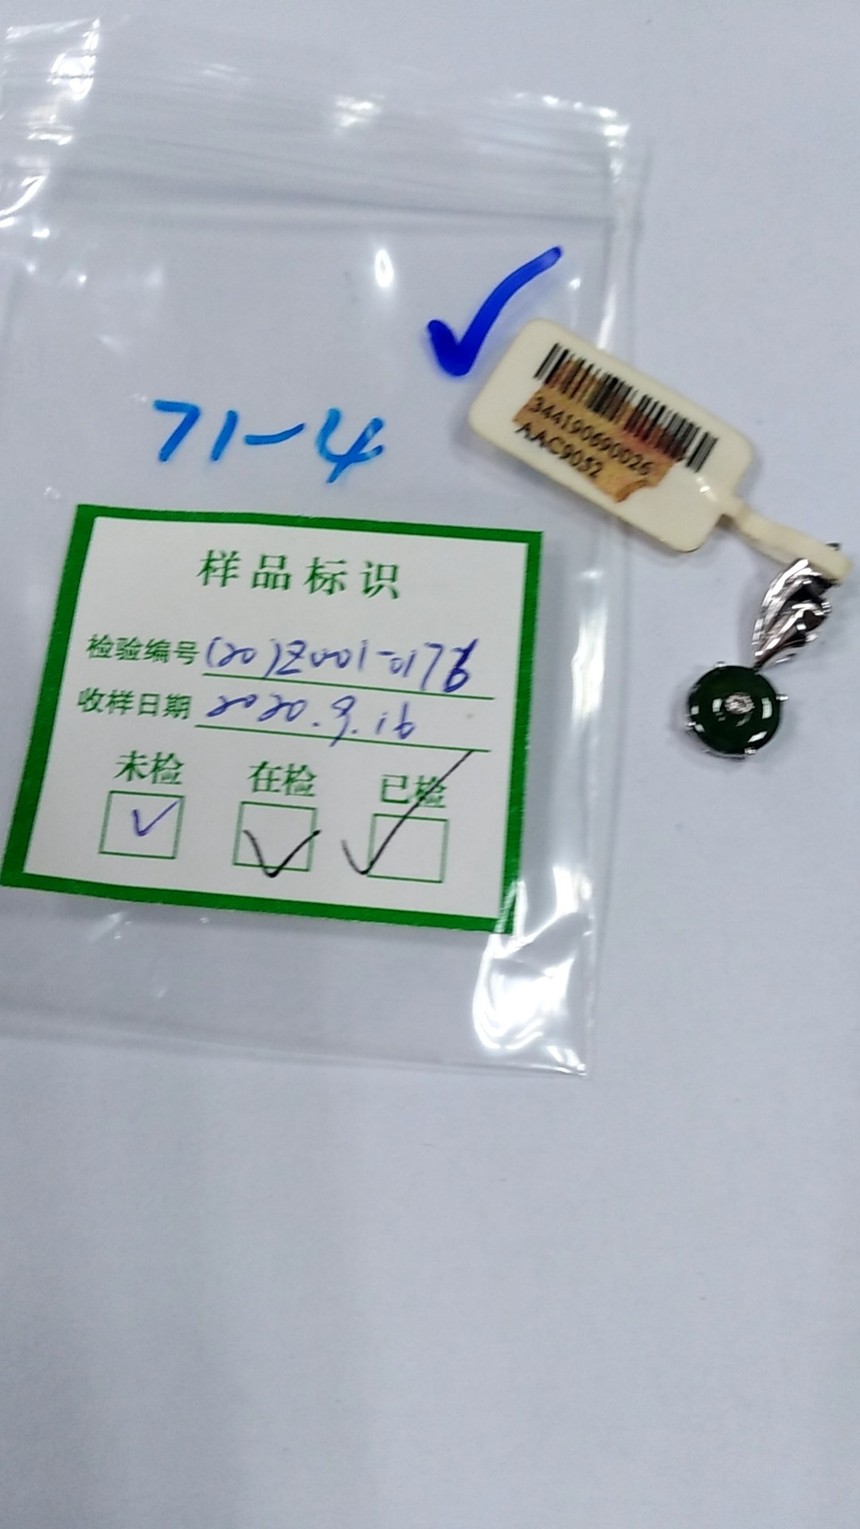 71-4
344190690026
AAC9052
样品标识
检验编号 (20)Z001-0176
收样日期 2020.9.16
未检 在检 已检